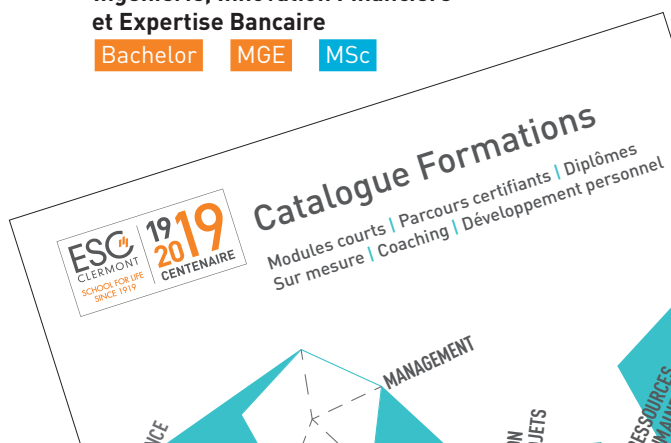 et Expertise Bancaire
Bachelor MGE MSc
Catalogue Formations
Modules courts | Parcours certifiants | Diplômes
Sur mesure | Coaching | Développement personnel
ESC
CLERMONT
SCHOOL FOR LIFE
SINCE 1919
19 19
20
CENTENAIRE
MANAGEMENT
RESSOURCES